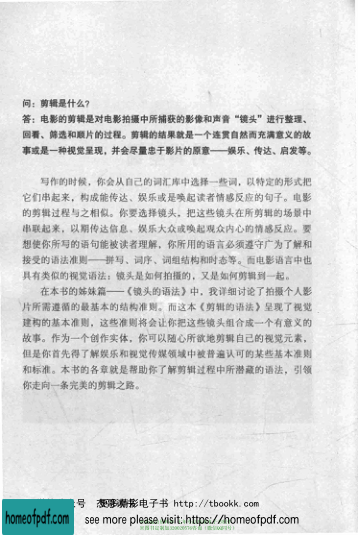 问：剪辑是什么？
答：电影的剪辑是对电影拍摄中所捕获的影像和声音“镜头”进行整理、
回看、筛选和顺片的过程。剪辑的结果就是一个连贯自然而充满意义的故
事或是一种视觉呈现，并会尽量忠于影片的原意——娱乐、传达、启发等。
写作的时候，你会从自己的词汇库中选择一些词，以特定的形式把
它们串起来，构成能传达、娱乐或是唤起读者情感反应的句子。电影
的剪辑过程与之相似。你要选择镜头，把这些镜头在所剪辑的场景中
串联起来，以期传达信息、娱乐大众或唤起观众内心的情感反应。要
想使你所写的语句能被读者理解，你所用的语言必须遵守广为了解和
接受的语法准则——拼写、词序、词组结构和时态等。而电影语言中也
具有类似的视觉语法：镜头是如何拍摄的，又是如何剪辑到一起。
在本书的姊妹篇——《镜头的语法》中，我详细讨论了拍摄个人影
片所需遵循的最基本的结构准则，而这本《剪辑的语法》呈现了视觉
建构的基本准则，这些准则将会让你把这些镜头组合成一个有意义的
故事。作为一个创作实体，你可以随心所欲地剪辑自己的视觉元素，
但是你首先得了解娱乐和视觉传媒领域中被普遍认可的某些基本准则
和标准。本书的各章就是帮助你了解剪辑过程中所潜藏的语法，引领
你走向一条完美的剪辑之路。
号 电子书 http://tbookk.com
homeofpdf.com see more please visit: https://homeofpdf.com